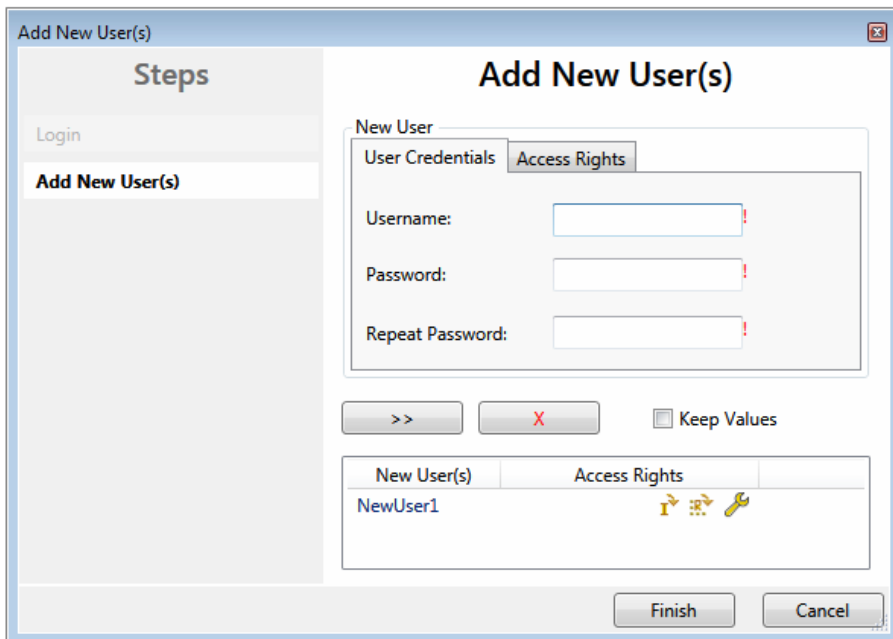 Add New User(s)
Steps
Login
Add New User(s)
Add New User(s)
New User
User Credentials Access Rights
Username: !
Password: !
Repeat Password: !
>> X Keep Values
New User(s) Access Rights
NewUser1
Finish Cancel